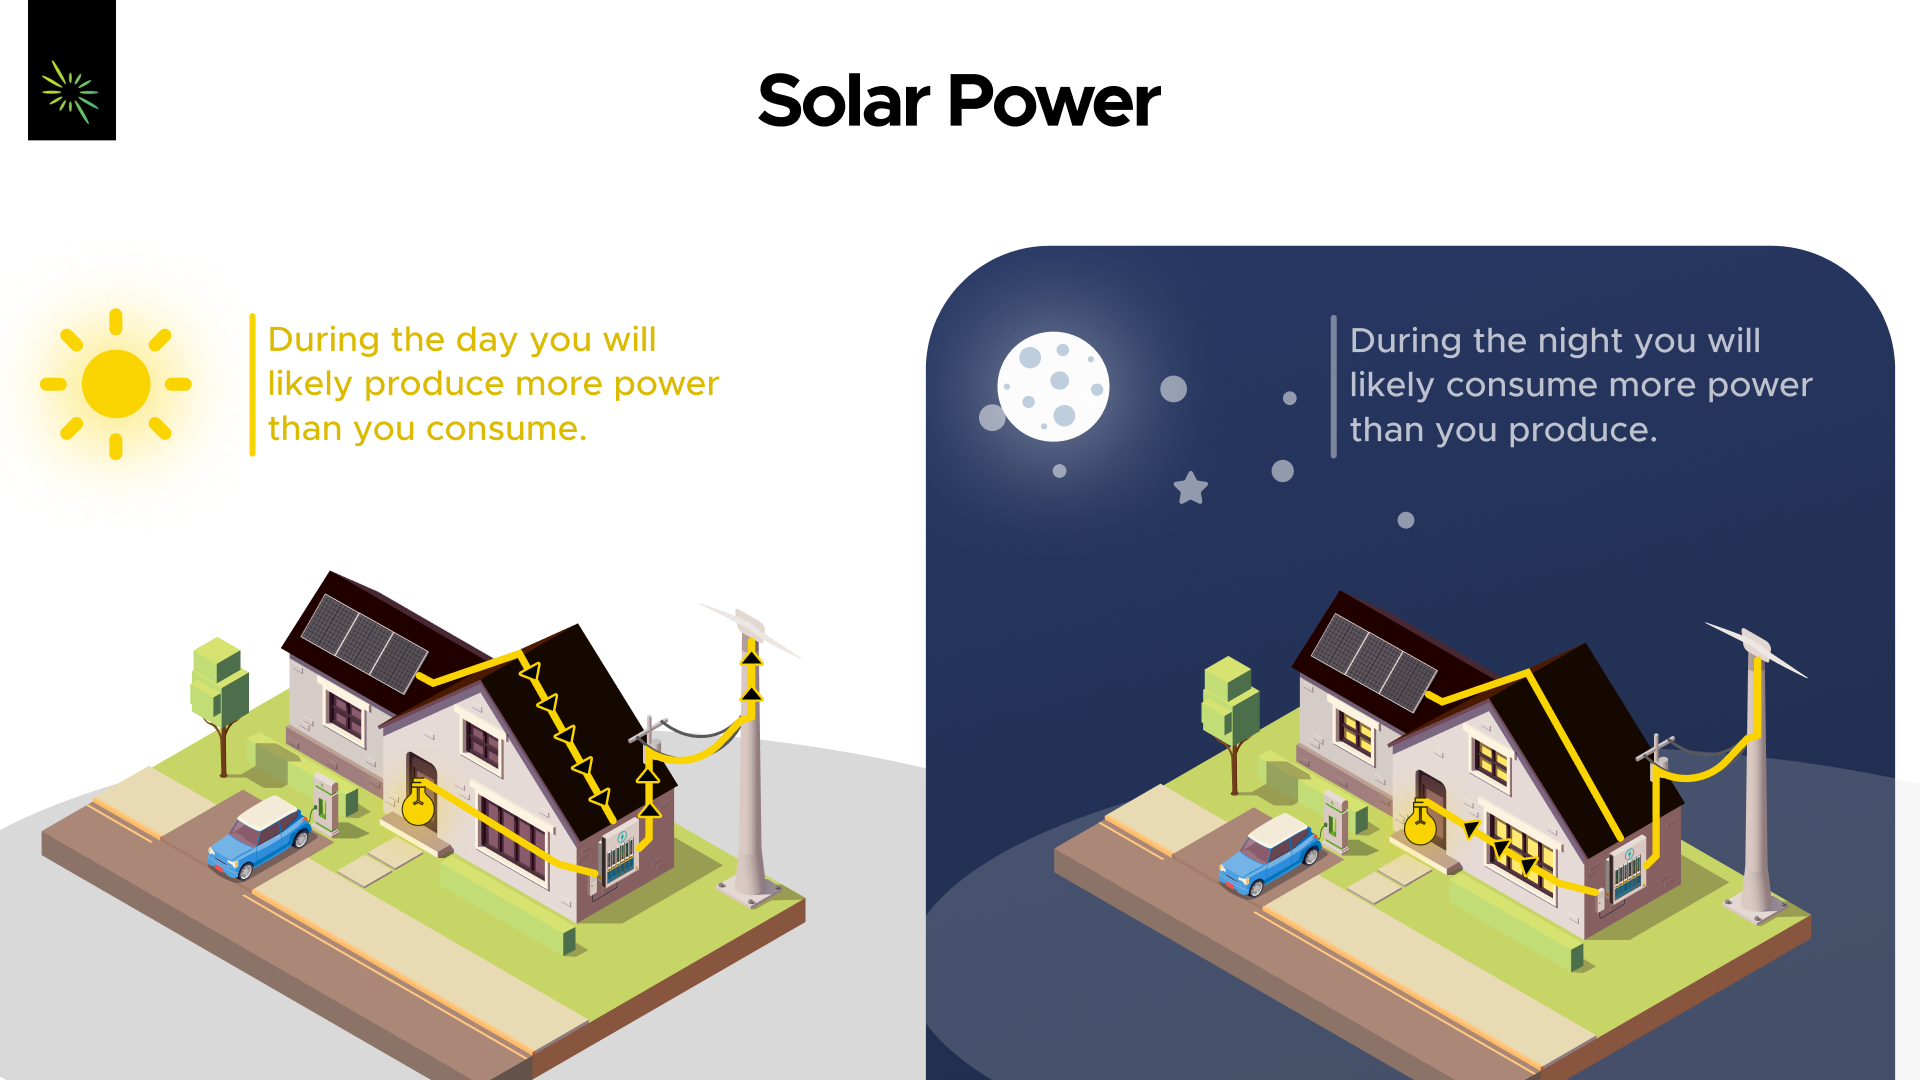 Solar Power
During the day you will
likely produce more power
than you consume.
During the night you will
likely consume more power
than you produce.